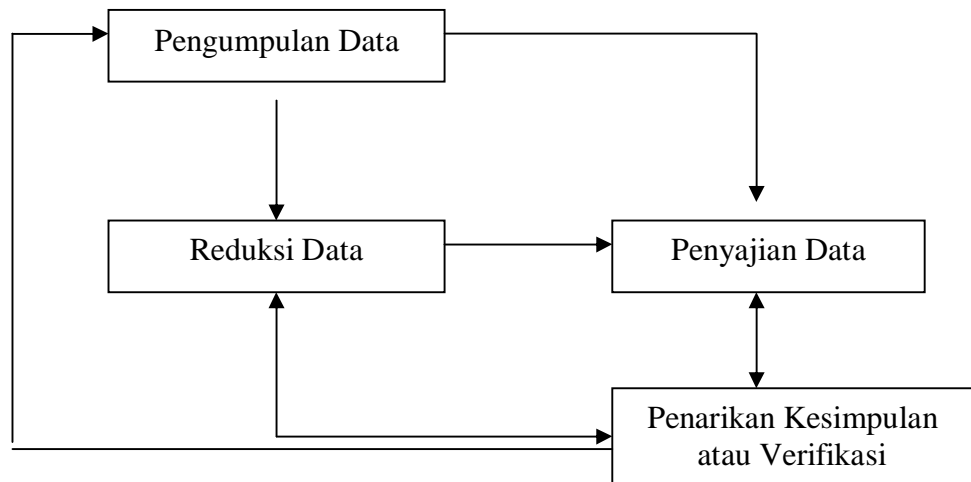 Pengumpulan Data
Reduksi Data
Penyajian Data
Penarikan Kesimpulan
atau Verifikasi